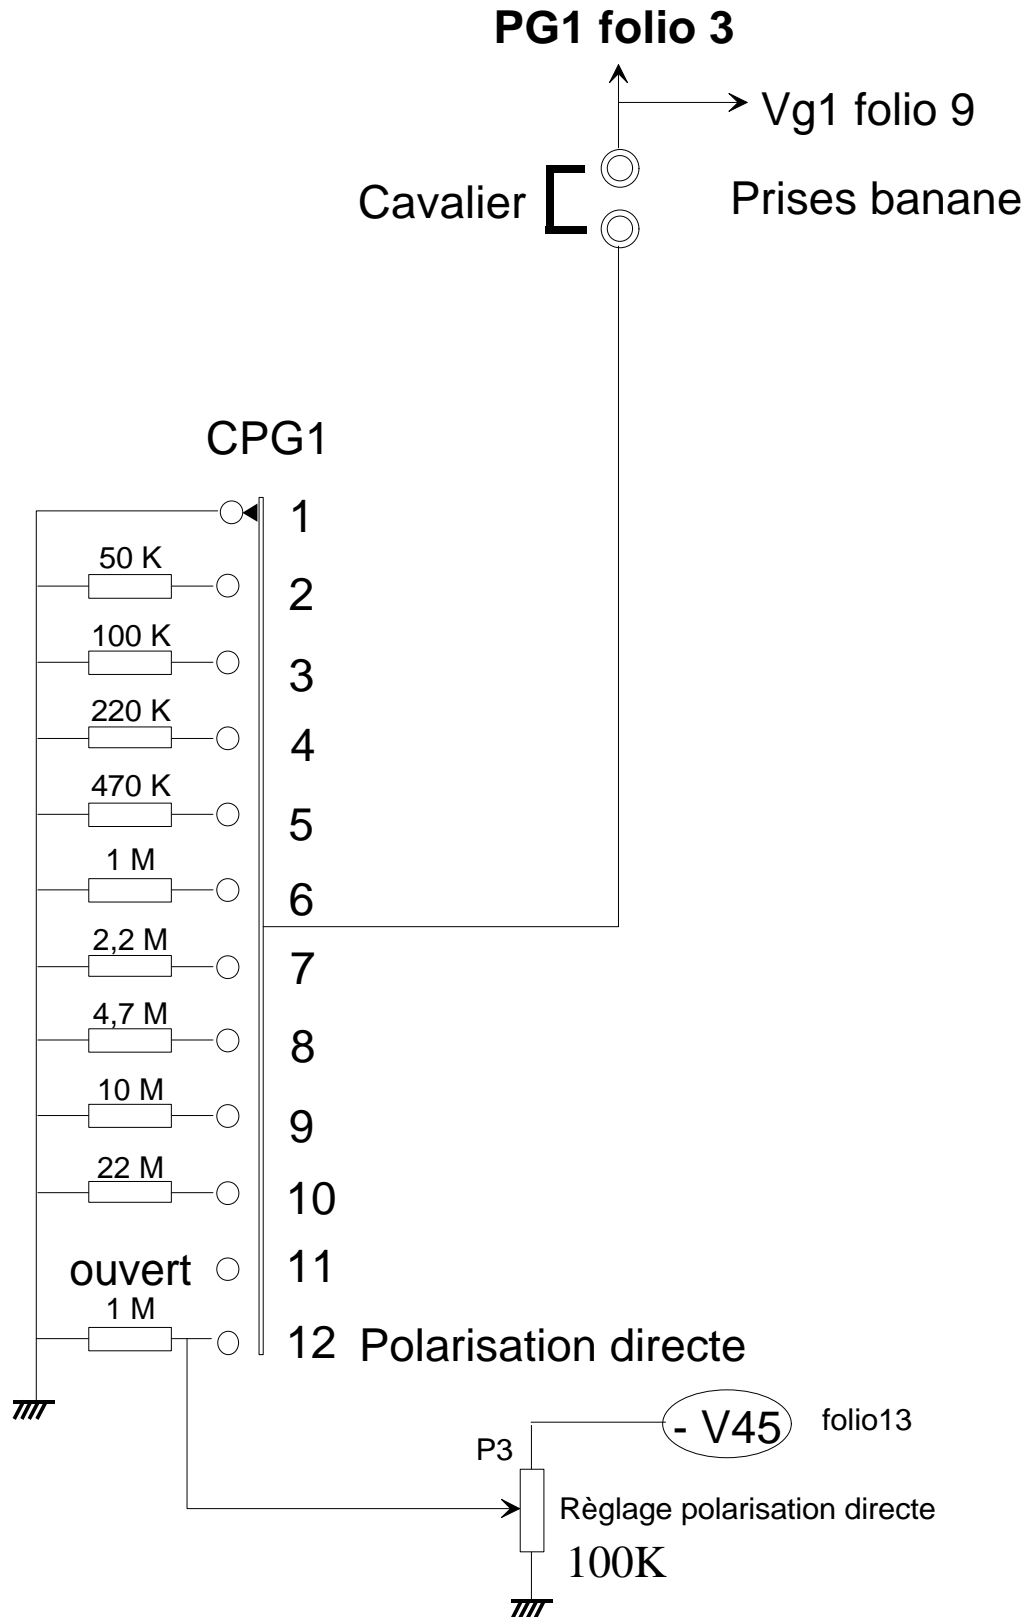 PG1 folio 3
Vg1 folio 9
Cavalier
Prises banane
CPG1
1
50 K
2
100 K
3
220 K
4
470 K
5
1 M
6
2,2 M
7
4,7 M
8
10 M
9
22 M
10
ouvert
11
1 M
12 Polarisation directe
- V45
folio13
P3
Règlage polarisation directe
100K